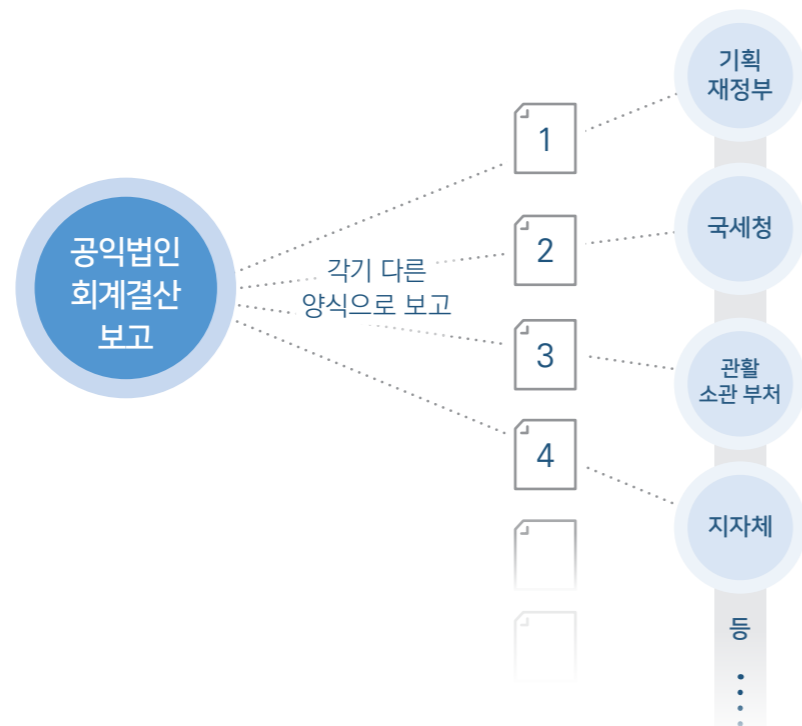 공익법인
회계결산
보고
각기 다른
양식으로 보고
1
2
3
4
기획
재정부
국세청
관활
소관 부처
지자체
등